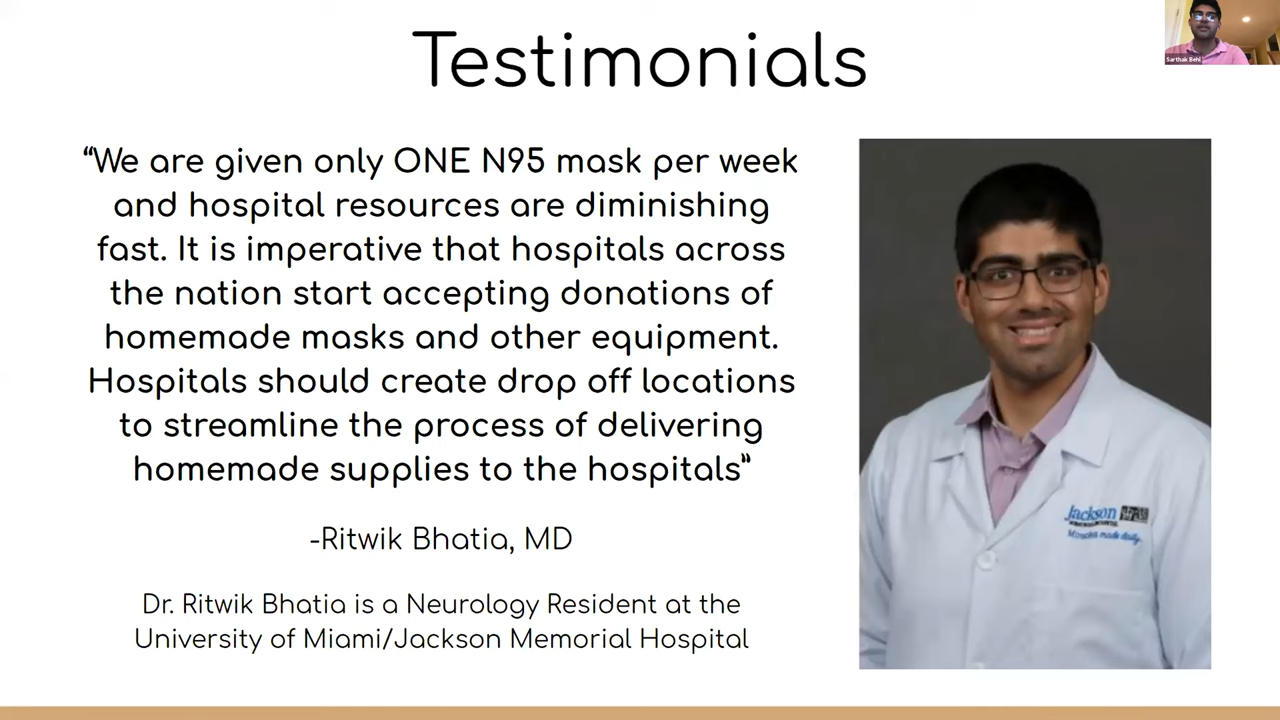 Testimonials
Sarthak Behl
“We are given only ONE N95 mask per week
and hospital resources are diminishing
fast. It is imperative that hospitals across
the nation start accepting donations of
homemade masks and other equipment.
Hospitals should create drop off locations
to streamline the process of delivering
homemade supplies to the hospitals”
-Ritwik Bhatia, MD
Dr. Ritwik Bhatia is a Neurology Resident at the
University of Miami/Jackson Memorial Hospital
Jackson
Miracles made daily.